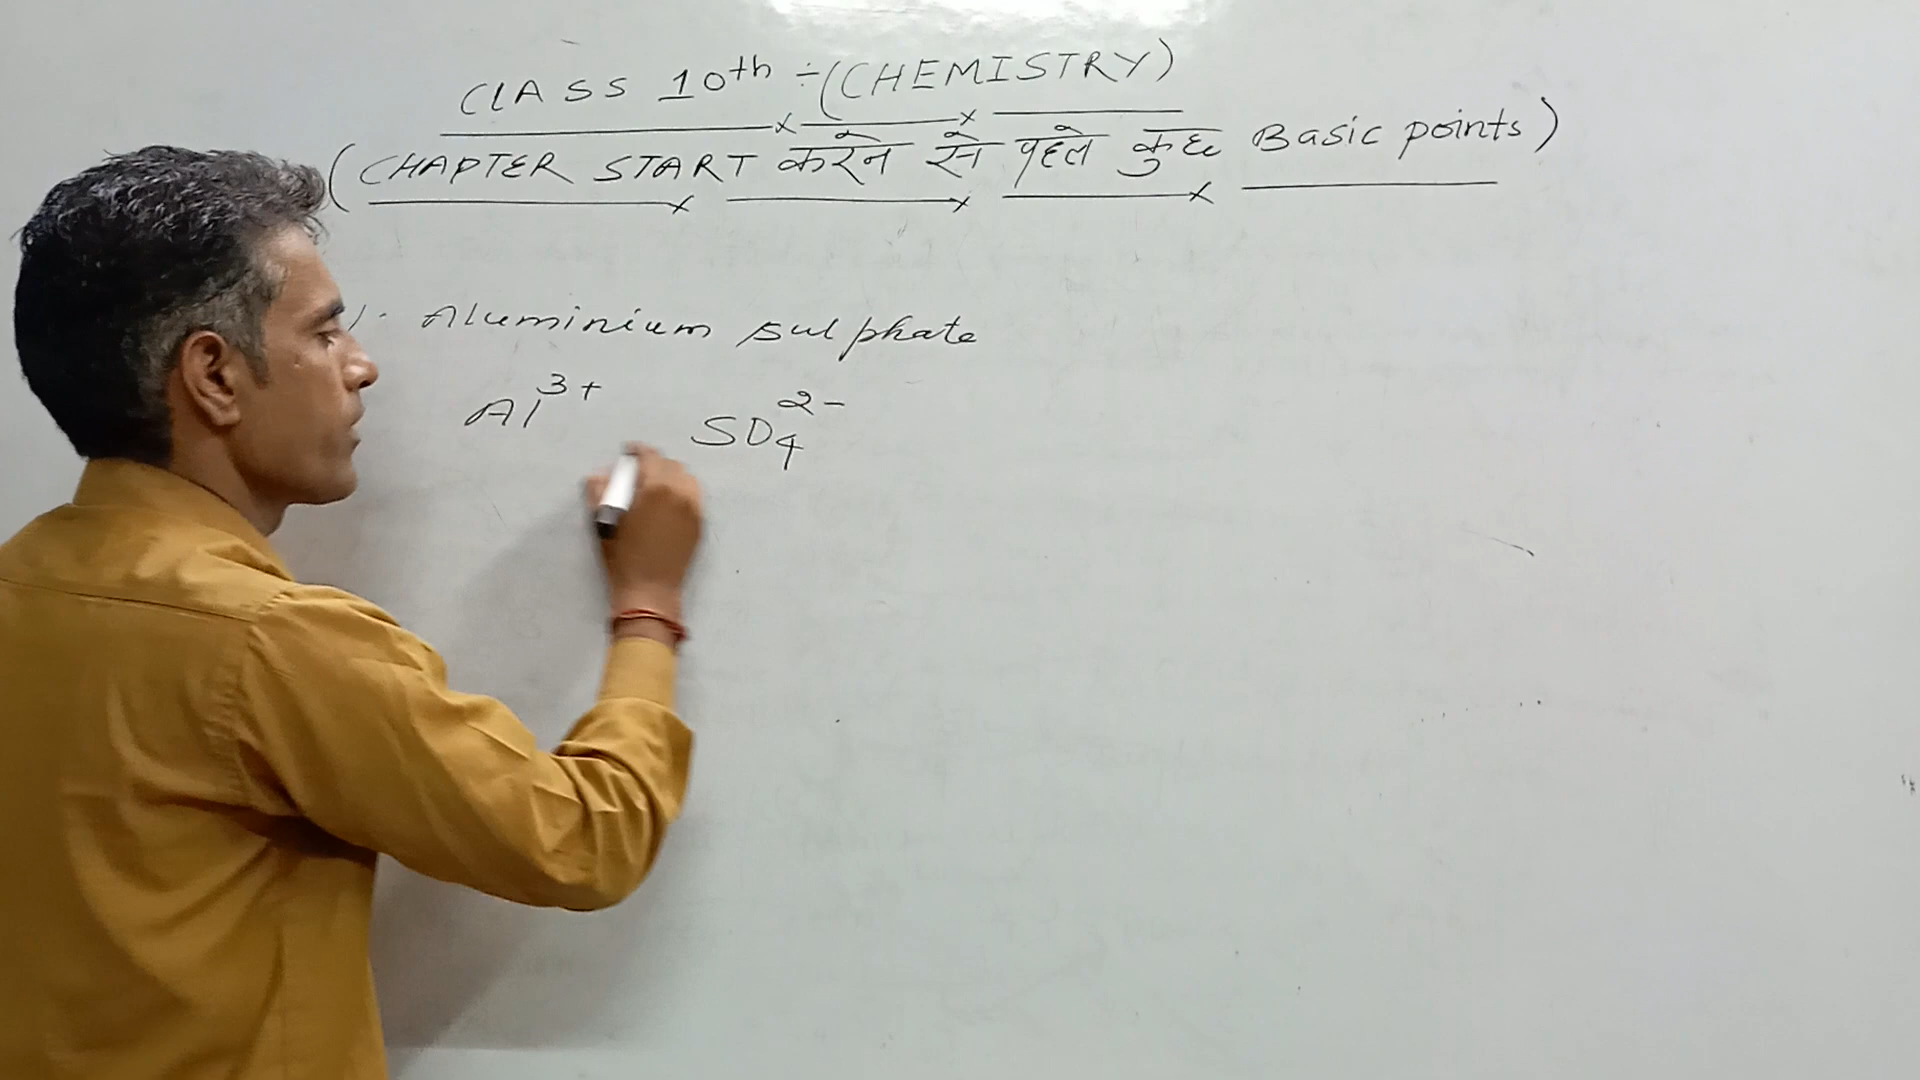 CLASS 10th ÷ (CHEMISTRY)
(CHAPTER START करने से पहले कुछ Basic points)
1. Aluminium sulphate
Al³⁺ SO₄²⁻